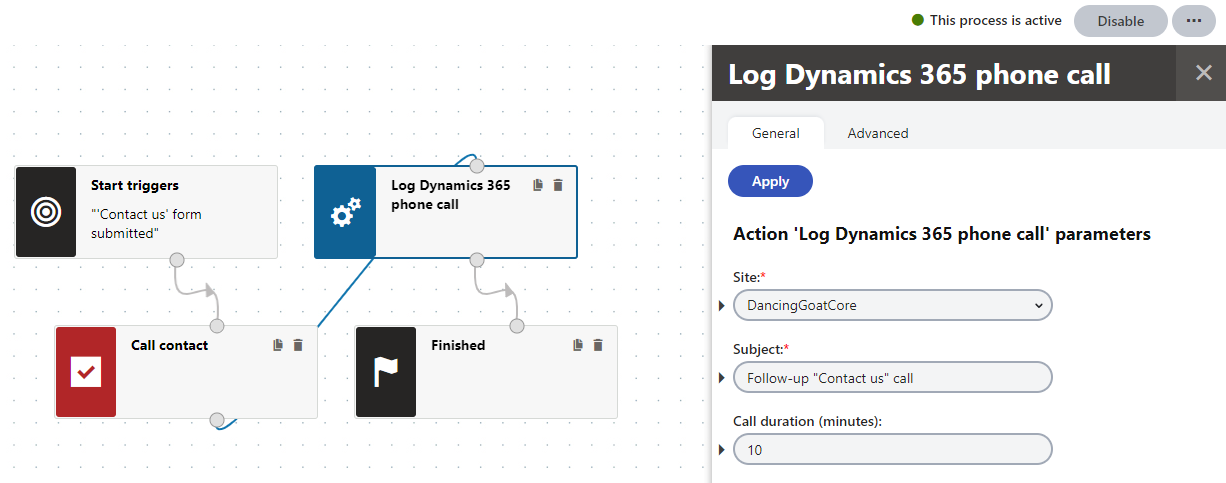 This process is active
Disable
...
Log Dynamics 365 phone call
General
Advanced
Apply
Action 'Log Dynamics 365 phone call' parameters
Site:*
DancingGoatCore
Subject:*
Follow-up "Contact us" call
Call duration (minutes):
10
Start triggers
"'Contact us' form
submitted"
Log Dynamics 365
phone call
Call contact
Finished